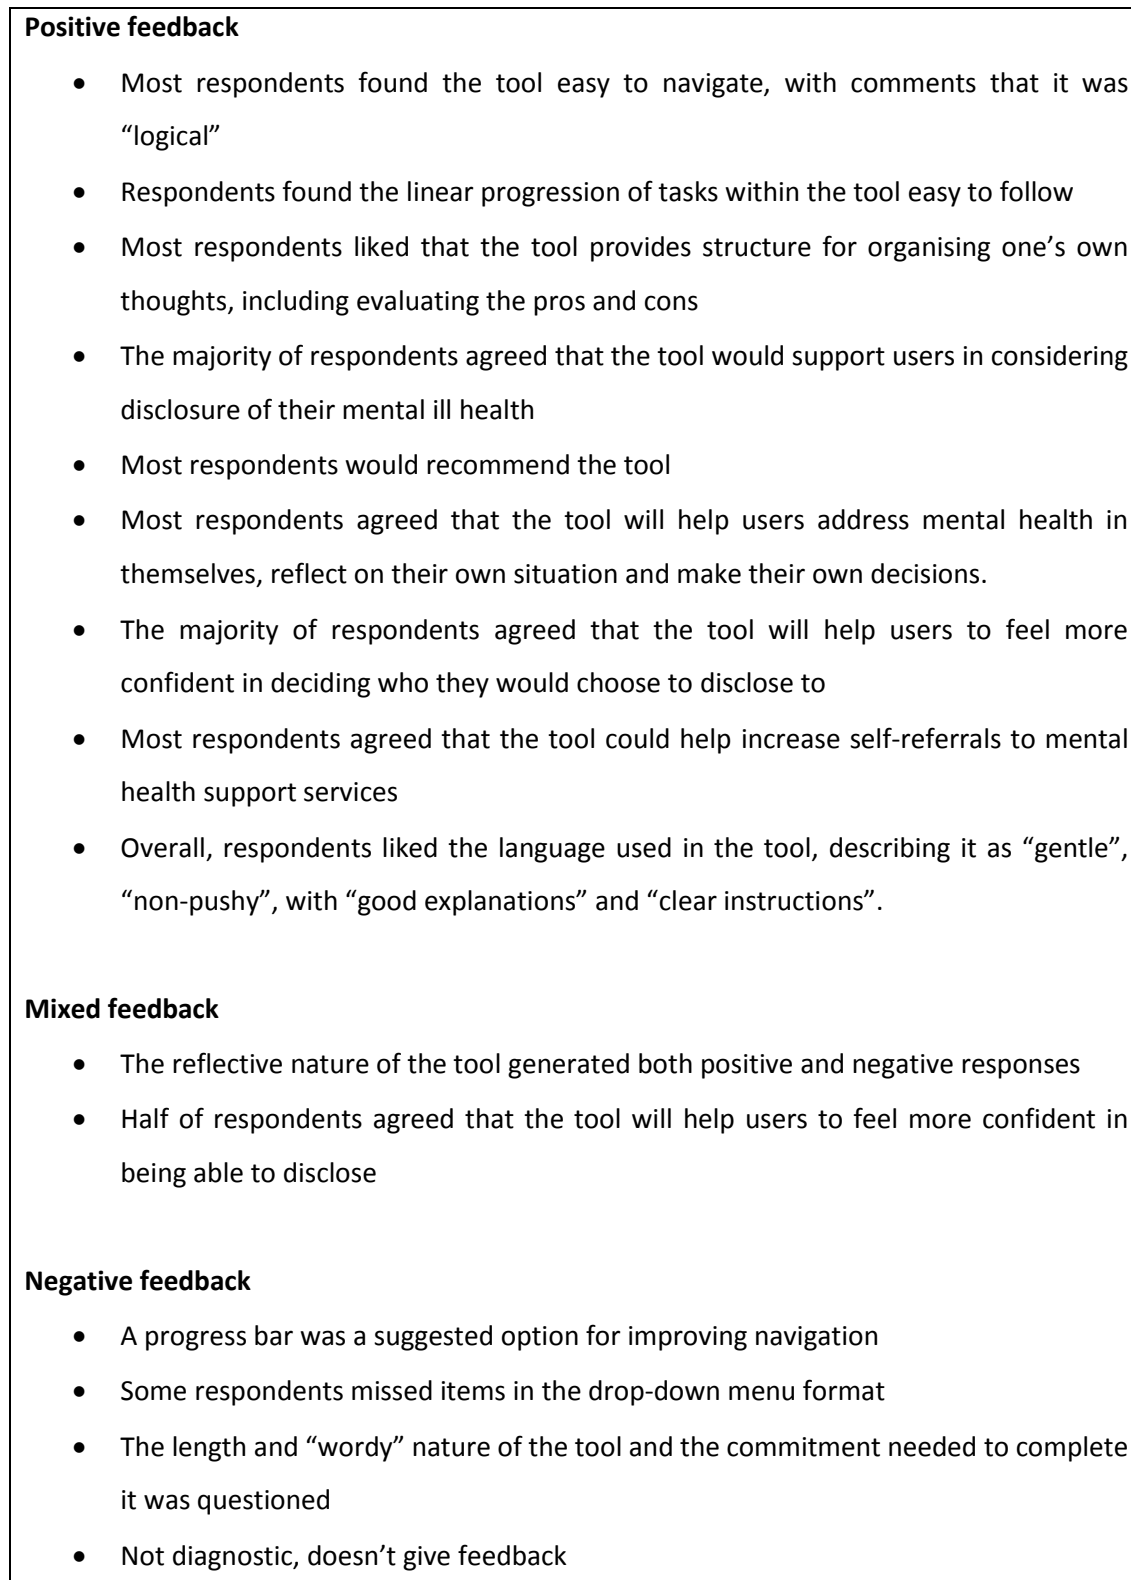 Positive feedback
• Most respondents found the tool easy to navigate, with comments that it was
“logical”
• Respondents found the linear progression of tasks within the tool easy to follow
• Most respondents liked that the tool provides structure for organising one’s own
thoughts, including evaluating the pros and cons
• The majority of respondents agreed that the tool would support users in considering
disclosure of their mental ill health
• Most respondents would recommend the tool
• Most respondents agreed that the tool will help users address mental health in
themselves, reflect on their own situation and make their own decisions.
• The majority of respondents agreed that the tool will help users to feel more
confident in deciding who they would choose to disclose to
• Most respondents agreed that the tool could help increase self-referrals to mental
health support services
• Overall, respondents liked the language used in the tool, describing it as “gentle”,
“non-pushy”, with “good explanations” and “clear instructions”.
Mixed feedback
• The reflective nature of the tool generated both positive and negative responses
• Half of respondents agreed that the tool will help users to feel more confident in
being able to disclose
Negative feedback
• A progress bar was a suggested option for improving navigation
• Some respondents missed items in the drop-down menu format
• The length and “wordy” nature of the tool and the commitment needed to complete
it was questioned
• Not diagnostic, doesn’t give feedback